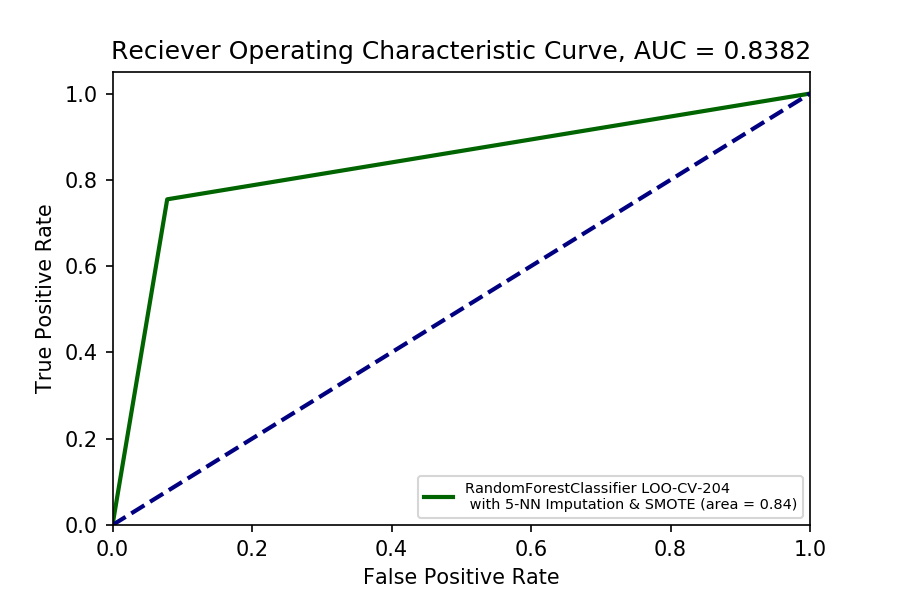 Reciever Operating Characteristic Curve, AUC = 0.8382
1.0
0.8
0.6
0.4
0.2
0.0
True Positive Rate
RandomForestClassifier LOO-CV-204
with 5-NN Imputation & SMOTE (area = 0.84)
0.0 0.2 0.4 0.6 0.8 1.0
False Positive Rate